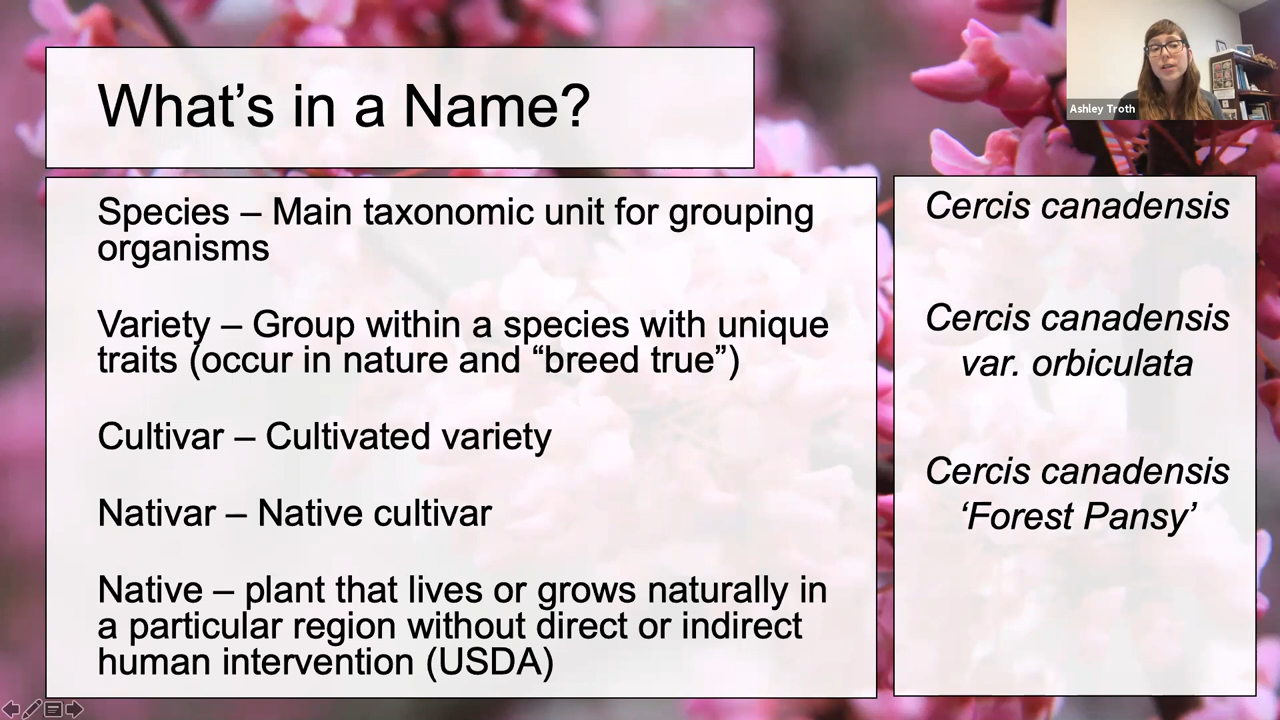 What’s in a Name?
Ashley Troth
Species – Main taxonomic unit for grouping
organisms
Variety – Group within a species with unique
traits (occur in nature and “breed true”)
Cultivar – Cultivated variety
Nativar – Native cultivar
Native – plant that lives or grows naturally in
a particular region without direct or indirect
human intervention (USDA)
Cercis canadensis
Cercis canadensis
var. orbiculata
Cercis canadensis
‘Forest Pansy’